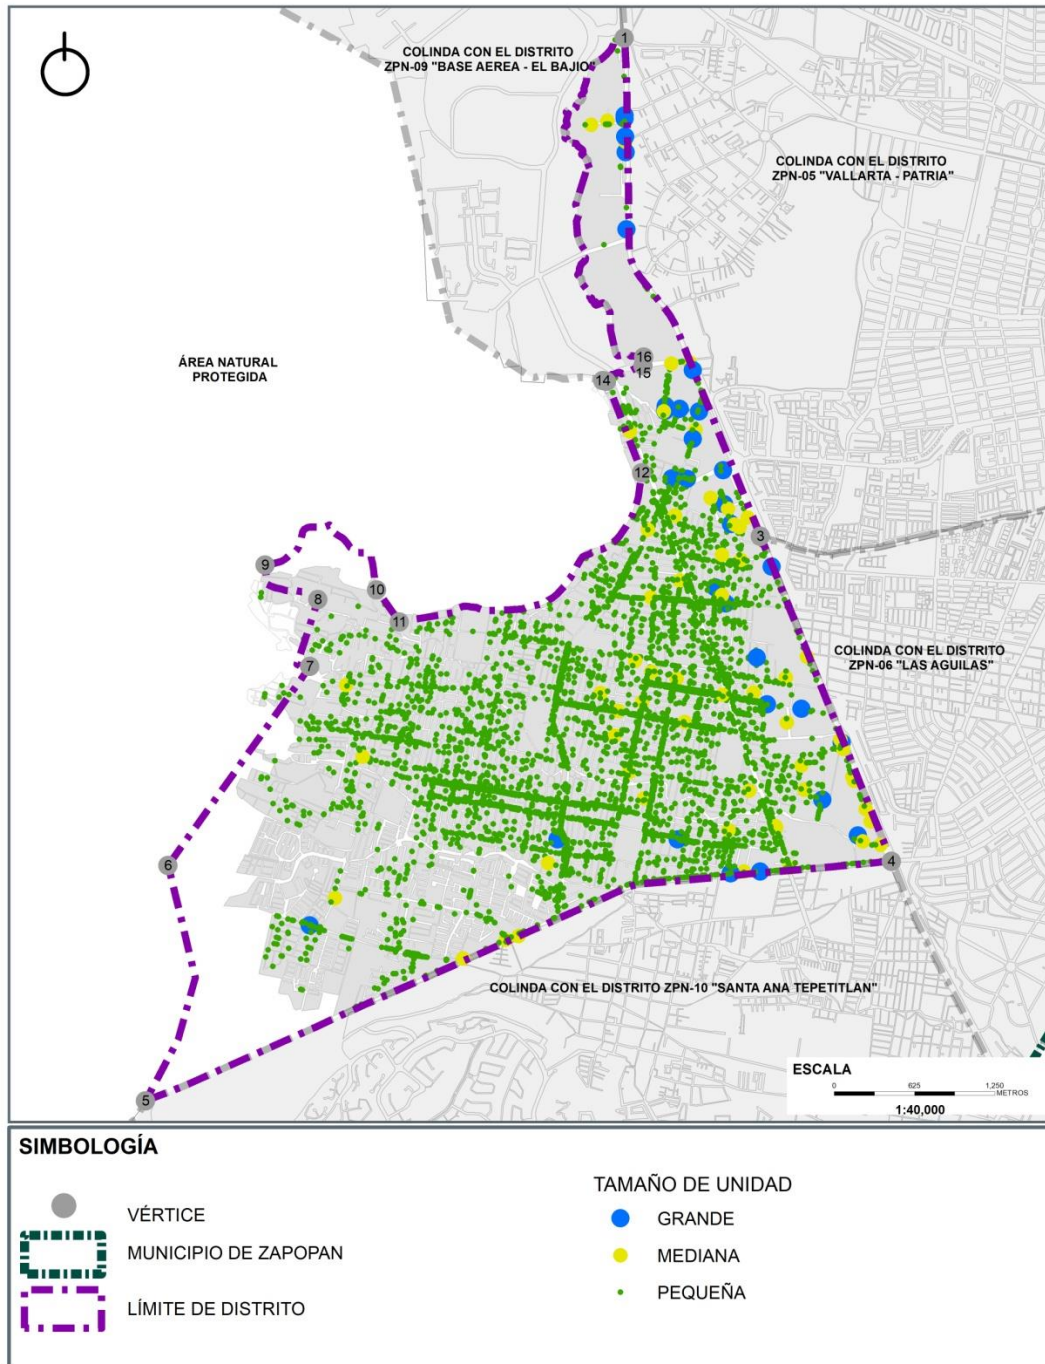 1
COLINDA CON EL DISTRITO
ZPN-09 "BASE AEREA - EL BAJIO"
COLINDA CON EL DISTRITO
ZPN-05 "VALLARTA - PATRIA"
ÁREA NATURAL
PROTEGIDA
16
15
14
12
3
9
8
10
11
7
COLINDA CON EL DISTRITO
ZPN-06 "LAS AGUILAS"
6
4
COLINDA CON EL DISTRITO ZPN-10 "SANTA ANA TEPETITLAN"
5
ESCALA
0 625 1,250
METROS
1:40,000
SIMBOLOGÍA
VÉRTICE
MUNICIPIO DE ZAPOPAN
LÍMITE DE DISTRITO
TAMAÑO DE UNIDAD
GRANDE
MEDIANA
PEQUEÑA